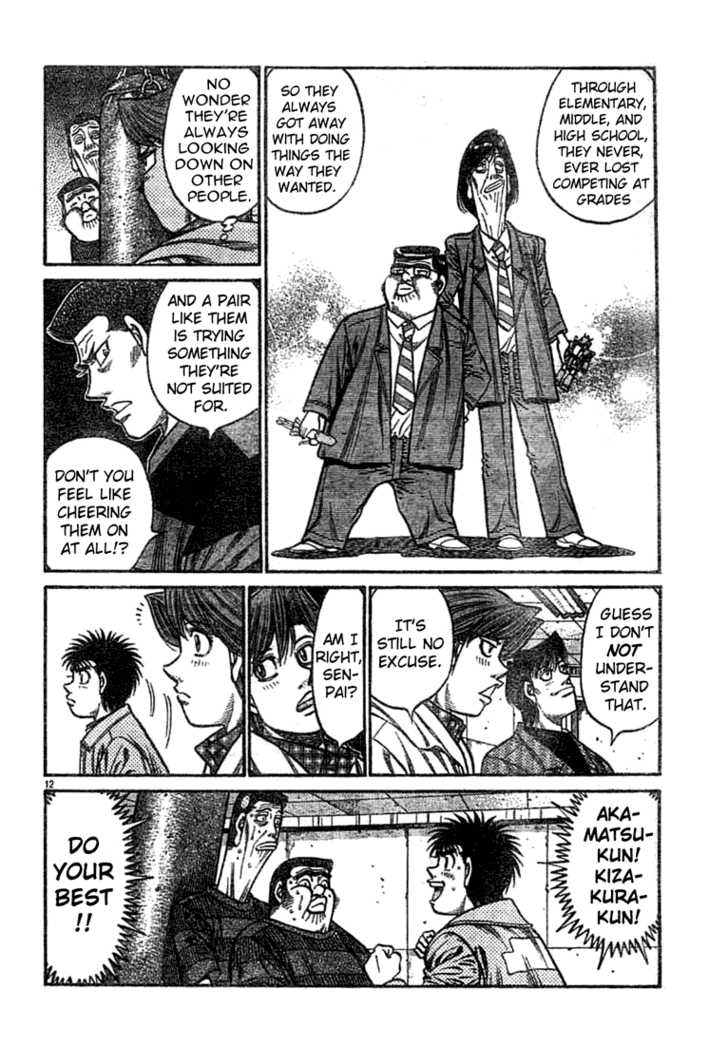 THROUGH
ELEMENTARY,
MIDDLE, AND
HIGH SCHOOL,
THEY NEVER,
EVER LOST
COMPETING AT
GRADES
SO THEY
ALWAYS
GOT AWAY
WITH DOING
THINGS THE
WAY THEY
WANTED.
NO
WONDER
THEY'RE
ALWAYS
LOOKING
DOWN ON
OTHER
PEOPLE.
AND A PAIR
LIKE THEM
IS TRYING
SOMETHING
THEY'RE
NOT SUITED
FOR.
DON'T YOU
FEEL LIKE
CHEERING
THEM ON
AT ALL!?
GUESS
I DON'T
NOT
UNDER-
STAND
THAT.
IT'S
STILL NO
EXCUSE.
AM I
RIGHT,
SEN-
PAI?
12
AKA-
MATSU-
KUN!
KIZA-
KURA-
KUN!
DO
YOUR
BEST
!!